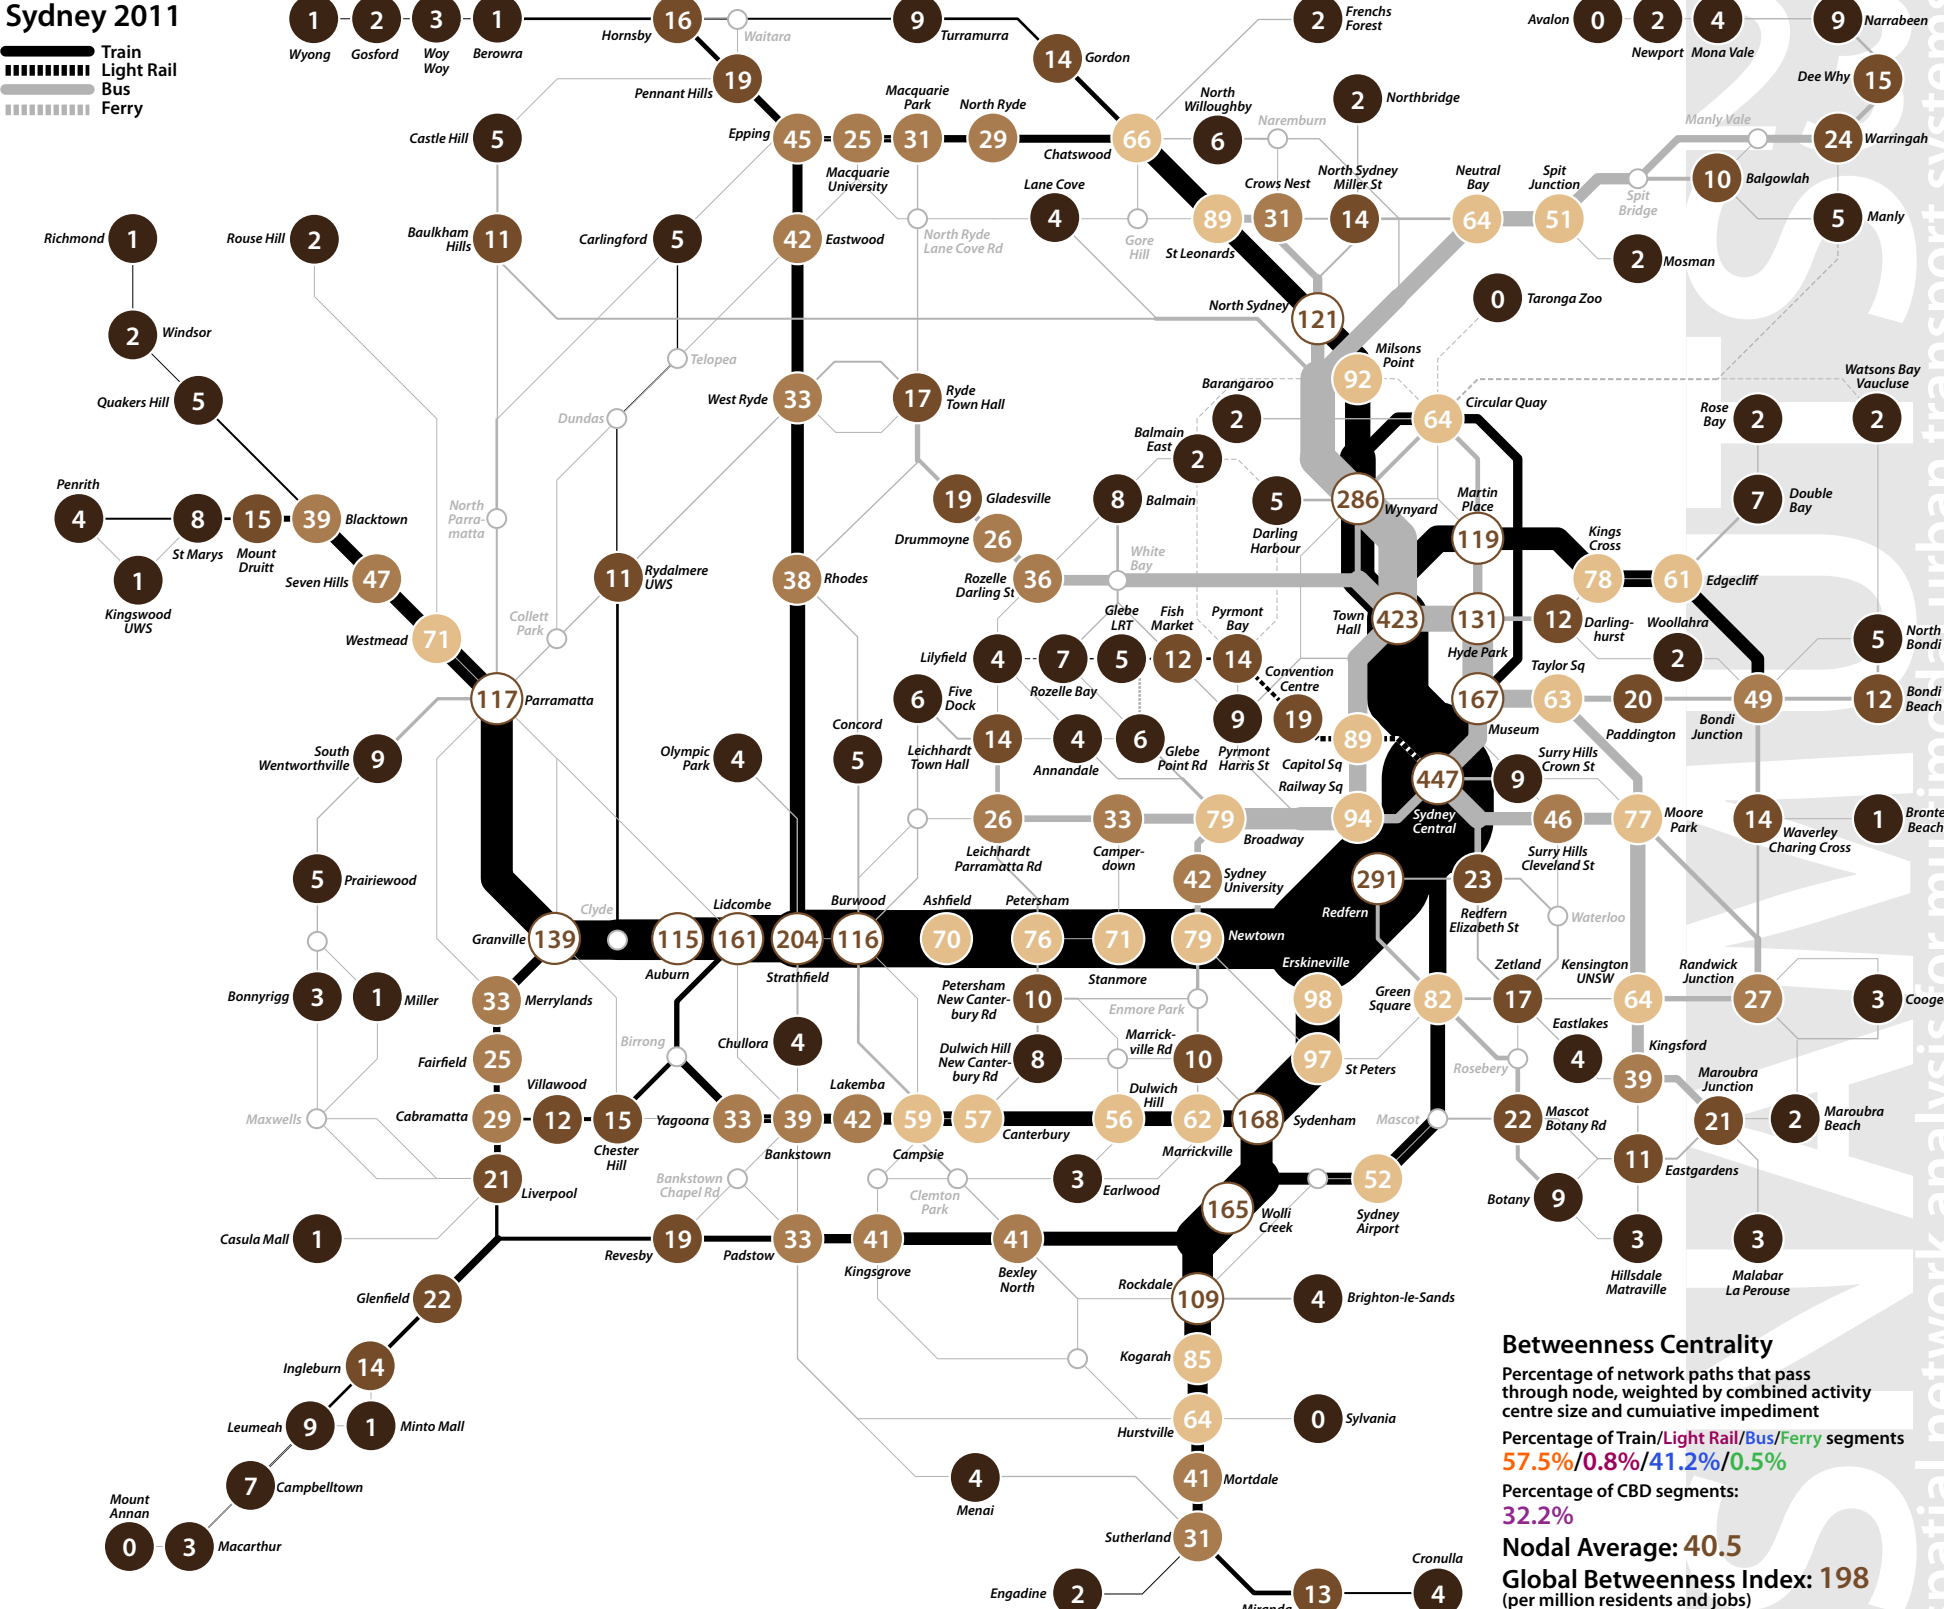 Sydney 2011
Train
Light Rail
Bus
Ferry
1
2
3
1
16
9
2
0
2
4
9
Wyong
Gosford
Woy
Woy
Berowra
Hornsby
Waitara
Turramurra
Frenchs
Forest
Avalon
Newport
Mona Vale
Narrabeen
14
Gordon
19
Pennant Hills
Dee Why
15
5
Castle Hill
Epping
45
25
Macquarie
University
31
Macquarie
Park
29
North Ryde
66
Chatswood
6
North
Willoughby
Naremburn
2
Northbridge
Manly Vale
24
Warringah
10
Balgowlah
Spit
Bridge
5
Manly
1
Richmond
2
Rouse Hill
11
Baulkham
Hills
5
Carlingford
42
Eastwood
North Ryde
Lane Cove Rd
4
Lane Cove
Gore
Hill
89
St Leonards
31
Crows Nest
14
North Sydney
Miller St
64
Neutral
Bay
51
Spit
Junction
2
Mosman
0
Taronga Zoo
2
Windsor
121
North Sydney
Telopea
92
Milsons
Point
5
Quakers Hill
Dundas
33
West Ryde
17
Ryde
Town Hall
2
Barangaroo
64
Circular Quay
2
Rose
Bay
2
Watsons Bay
Vaucluse
2
Balmain
East
8
Balmain
5
Darling
Harbour
286
Wynyard
119
Martin
Place
7
Double
Bay
4
Penrith
8
St Marys
15
Mount
Druitt
39
Blacktown
North
Parra-
matta
19
Gladesville
26
Drummoyne
1
Kingswood
UWS
47
Seven Hills
11
Rydalmere
UWS
38
Rhodes
36
Rozelle
Darling St
White
Bay
78
Kings
Cross
61
Edgecliff
71
Westmead
Collett
Park
423
Town
Hall
131
Hyde Park
12
Darling-
hurst
2
Woollahra
5
North
Bondi
4
Lilyfield
7
Rozelle Bay
5
Glebe
LRT
12
Fish
Market
14
Pyrmont
Bay
117
Parramatta
6
Five
Dock
9
Pyrmont
Harris St
19
Convention
Centre
167
Museum
63
Taylor Sq
20
Paddington
49
Bondi
Junction
12
Bondi
Beach
9
South
Wentworthville
4
Olympic
Park
5
Concord
14
Leichhardt
Town Hall
4
Annandale
6
Glebe
Point Rd
89
Capitol Sq
447
Sydney
Central
9
Surry Hills
Crown St
26
Leichhardt
Parramatta Rd
33
Camper-
down
79
Broadway
94
Railway Sq
46
Surry Hills
Cleveland St
77
Moore
Park
14
Waverley
Charing Cross
1
Bronte
Beach
5
Prairiewood
42
Sydney
University
291
Redfern
23
Redfern
Elizabeth St
Waterloo
139
Granville
Clyde
115
Auburn
161
Lidcombe
204
Strathfield
116
Burwood
70
Ashfield
76
Petersham
71
Stanmore
79
Newtown
3
Bonnyrigg
1
Miller
33
Merrylands
10
Petersham
New Canter-
bury Rd
Enmore Park
98
Erskineville
82
Green
Square
17
Zetland
64
Kensington
UNSW
27
Randwick
Junction
3
Cooge
Birrong
4
Chullora
25
Fairfield
8
Dulwich Hill
New Canter-
bury Rd
10
Marrick-
ville Rd
97
St Peters
Rosebery
4
Eastlakes
39
Kingsford
Maxwells
29
Cabramatta
12
Villawood
15
Chester
Hill
33
Yagoona
39
Bankstown
42
Lakemba
59
Campsie
57
Canterbury
56
Dulwich
Hill
62
Marrickville
168
Sydenham
Mascot
22
Mascot
Botany Rd
21
Maroubra
Junction
2
Maroubra
Beach
21
Liverpool
Bankstown
Chapel Rd
Clemton
Park
3
Earlwood
165
Wolli
Creek
52
Sydney
Airport
9
Botany
11
Eastgardens
1
Casula Mall
19
Revesby
33
Padstow
41
Kingsgrove
41
Bexley
North
3
Hillsdale
Matraville
3
Malabar
La Perouse
22
Glenfield
109
Rockdale
4
Brighton-le-Sands
14
Ingleburn
85
Kogarah
9
Leumeah
1
Minto Mall
64
Hurstville
0
Sylvania
7
Campbelltown
4
Menai
41
Mortdale
0
Mount
Annan
3
Macarthur
31
Sutherland
2
Engadine
13
Miranda
4
Cronulla
Betweenness Centrality
Percentage of network paths that pass
through node, weighted by combined activity
centre size and cumuiative impediment
Percentage of Train/Light Rail/Bus/Ferry segments
57.5%/0.8%/41.2%/0.5%
Percentage of CBD segments:
32.2%
Nodal Average: 40.5
Global Betweenness Index: 198
(per million residents and jobs)
SNAMUTS
spatial network analysis for multimodal urban transport systems